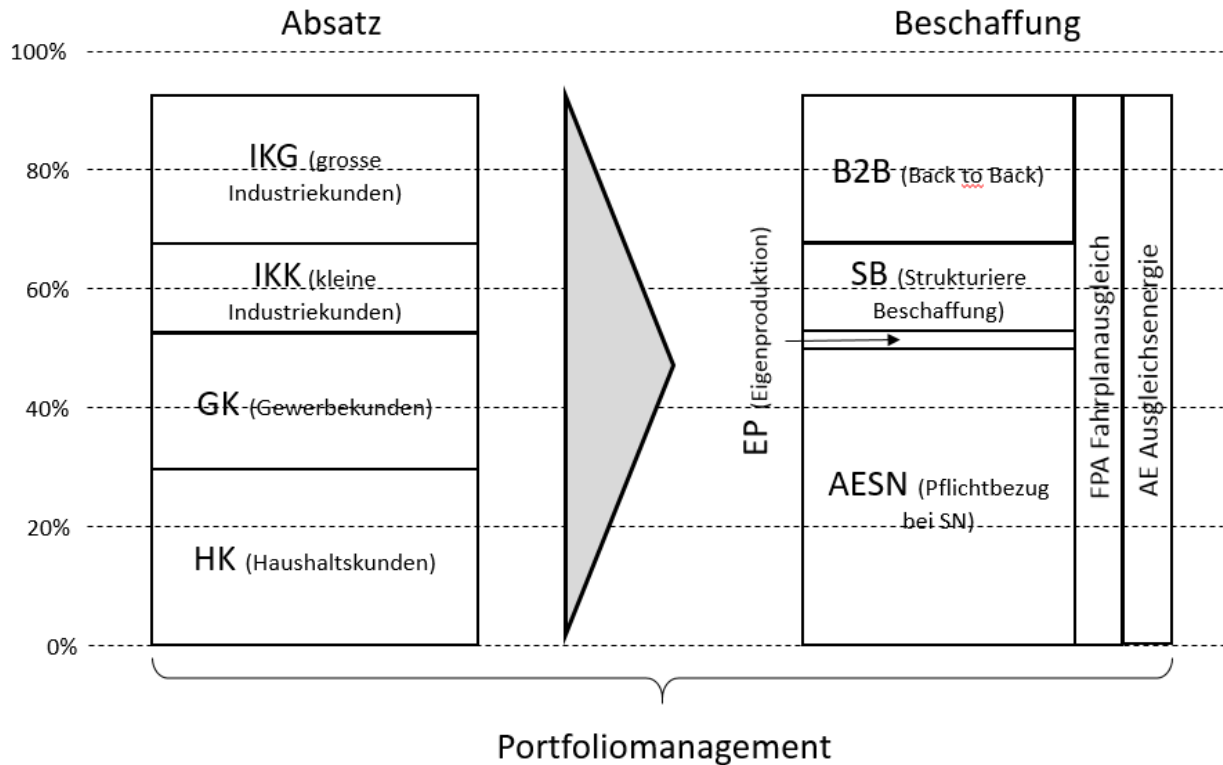 Absatz
Beschaffung
100%
80%
60%
40%
20%
0%
IKG (grosse
Industriekunden)
IKK (kleine
Industriekunden)
GK (Gewerbekunden)
HK (Haushaltskunden)
EP (Eigenproduktion)
B2B (Back to Back)
SB (Strukturiere
Beschaffung)
AESN (Pflichtbezug
bei SN)
FPA Fahrplanausgleich
AE Ausgleichsenergie
Portfoliomanagement